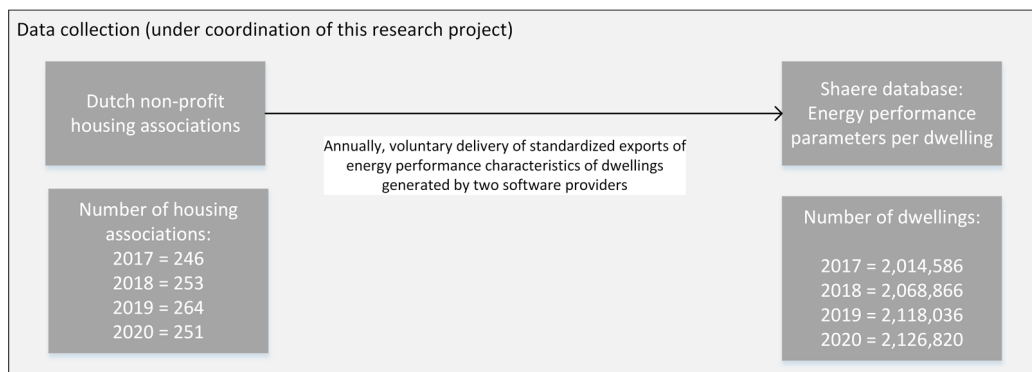 Data collection (under coordination of this research project)
Dutch non-profit
housing associations
Annually, voluntary delivery of standardized exports of
energy performance characteristics of dwellings
generated by two software providers
Shaere database:
Energy performance
parameters per dwelling
Number of housing
associations:
2017 = 246
2018 = 253
2019 = 264
2020 = 251
Number of dwellings:
2017 = 2,014,586
2018 = 2,068,866
2019 = 2,118,036
2020 = 2,126,820